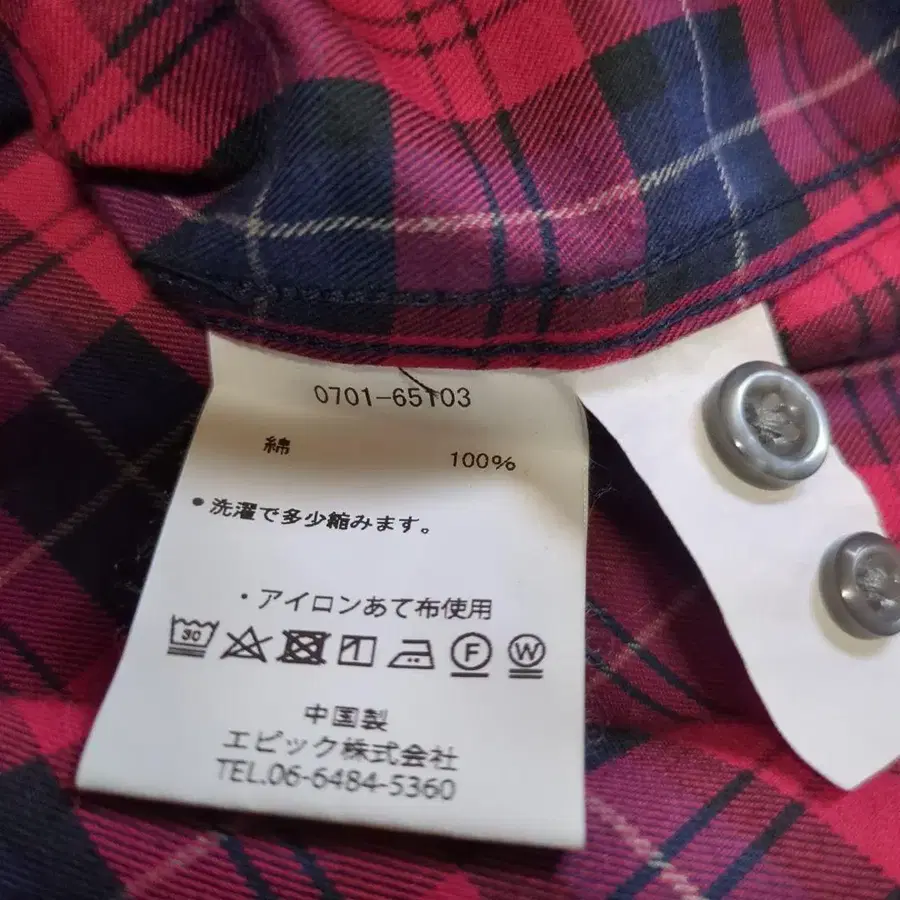 0701-65103
綿 100%
・洗濯で多少縮みます。
・アイロンあて布使用
30 F W
中国製
エピック株式会社
TEL.06-6484-5360